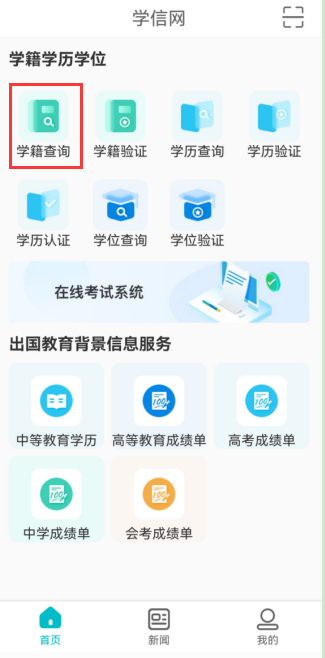 学信网
学籍学历学位
学籍查询 学籍验证 学历查询 学历验证
学历认证 学位查询 学位验证
在线考试系统
出国教育背景信息服务
中等教育学历 高等教育成绩单 高考成绩单
中学成绩单 会考成绩单
首页 新闻 我的